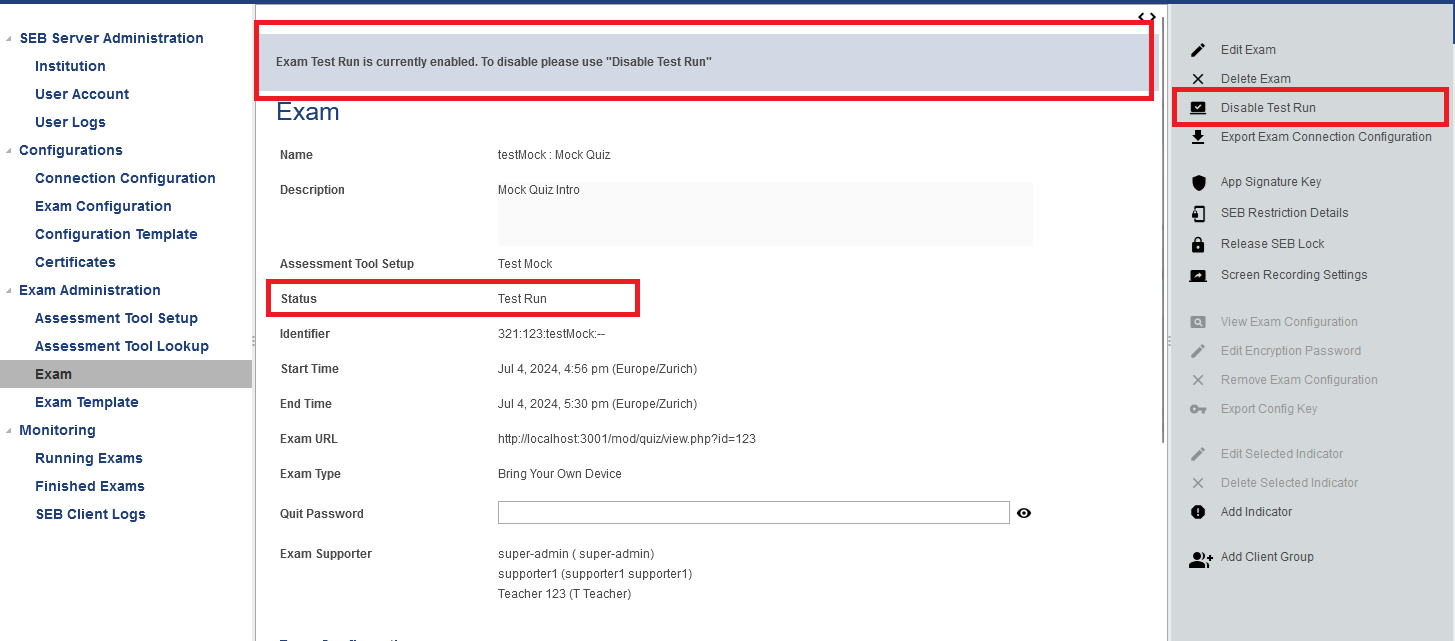 SEB Server Administration
Institution
User Account
User Logs
Configurations
Connection Configuration
Exam Configuration
Configuration Template
Certificates
Exam Administration
Assessment Tool Setup
Assessment Tool Lookup
Exam
Exam Template
Monitoring
Running Exams
Finished Exams
SEB Client Logs
Exam Test Run is currently enabled. To disable please use "Disable Test Run"
Exam
Name testMock : Mock Quiz
Description Mock Quiz Intro
Assessment Tool Setup Test Mock
Status Test Run
Identifier 321:123:testMock:--
Start Time Jul 4, 2024, 4:56 pm (Europe/Zurich)
End Time Jul 4, 2024, 5:30 pm (Europe/Zurich)
Exam URL http://localhost:3001/mod/quiz/view.php?id=123
Exam Type Bring Your Own Device
Quit Password
Exam Supporter super-admin ( super-admin)
supporter1 (supporter1 supporter1)
Teacher 123 (T Teacher)
Edit Exam
Delete Exam
Disable Test Run
Export Exam Connection Configuration
App Signature Key
SEB Restriction Details
Release SEB Lock
Screen Recording Settings
View Exam Configuration
Edit Encryption Password
Remove Exam Configuration
Export Config Key
Edit Selected Indicator
Delete Selected Indicator
Add Indicator
Add Client Group